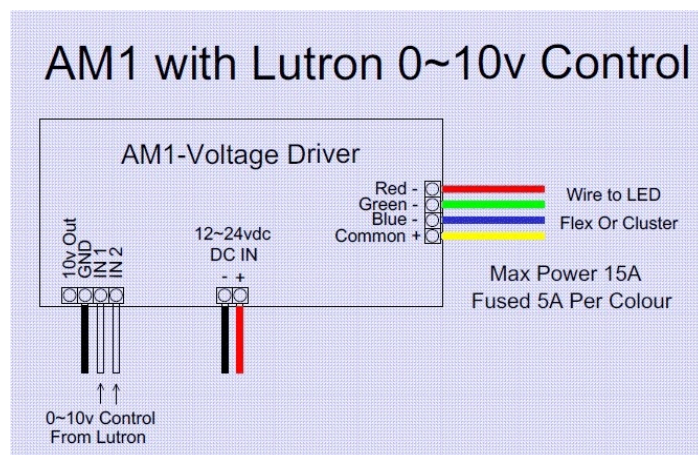 AM1 with Lutron 0~10v Control
AM1-Voltage Driver
Red -
Green -
Blue -
Common +
Wire to LED
Flex Or Cluster
10v Out
GND
IN 1
IN 2
12~24vdc
DC IN
- +
Max Power 15A
Fused 5A Per Colour
0~10v Control
From Lutron